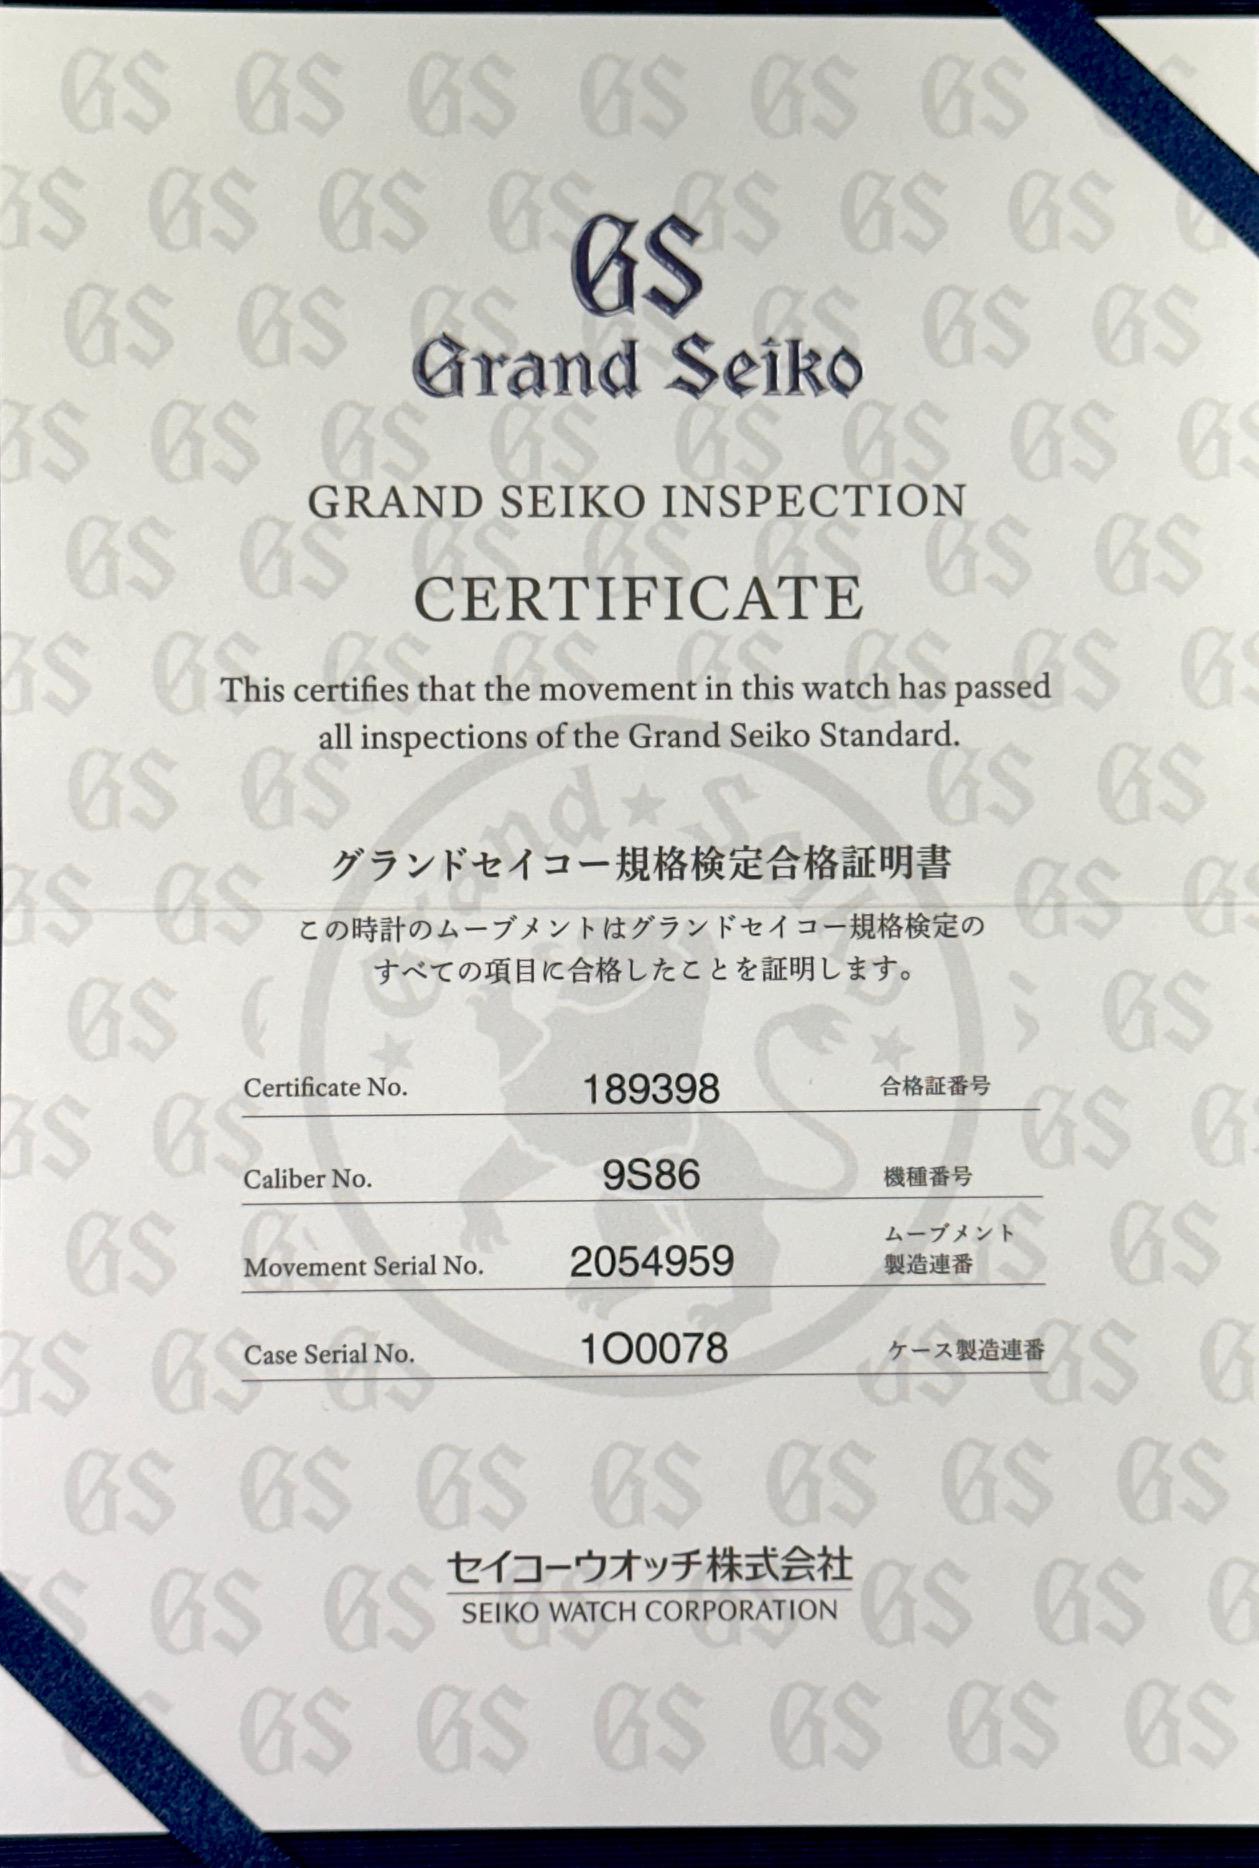 GS
Grand Seiko
GRAND SEIKO INSPECTION
CERTIFICATE
This certifies that the movement in this watch has passed
all inspections of the Grand Seiko Standard.
グランドセイコー規格検定合格証明書
この時計のムーブメントはグランドセイコー規格検定の
すべての項目に合格したことを証明します。
Certificate No. 189398 合格証番号
Caliber No. 9S86 機種番号
Movement Serial No. 2054959 ムーブメント
製造連番
Case Serial No. 1O0078 ケース製造連番
セイコーウオッチ株式会社
SEIKO WATCH CORPORATION